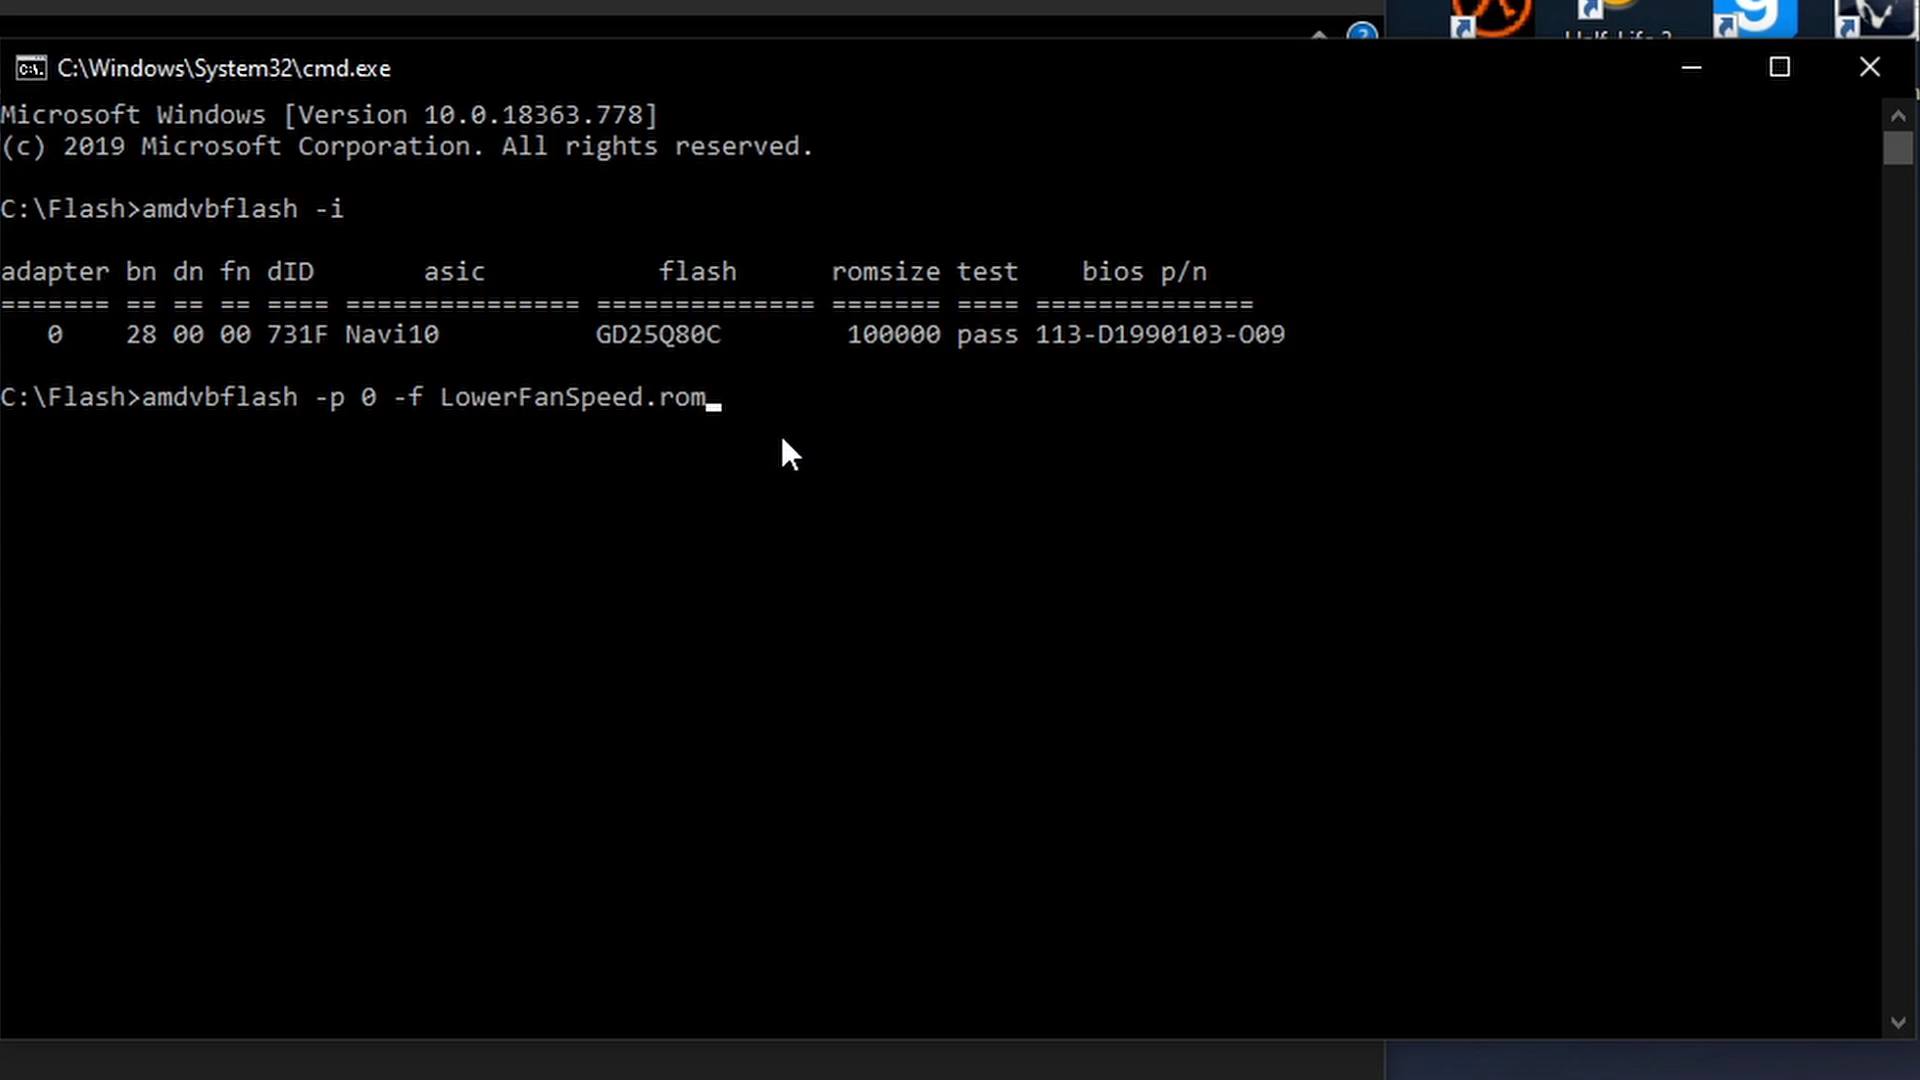 C:\Windows\System32\cmd.exe
Microsoft Windows [Version 10.0.18363.778]
(c) 2019 Microsoft Corporation. All rights reserved.
C:\Flash>amdvbflash -i
adapter bn dn fn dID asic flash romsize test bios p/n
======= == == == ==== =============== ============== ======= ==== ==============
0 28 00 00 731F Navi10 GD25Q80C 100000 pass 113-D1990103-O09
C:\Flash>amdvbflash -p 0 -f LowerFanSpeed.rom_